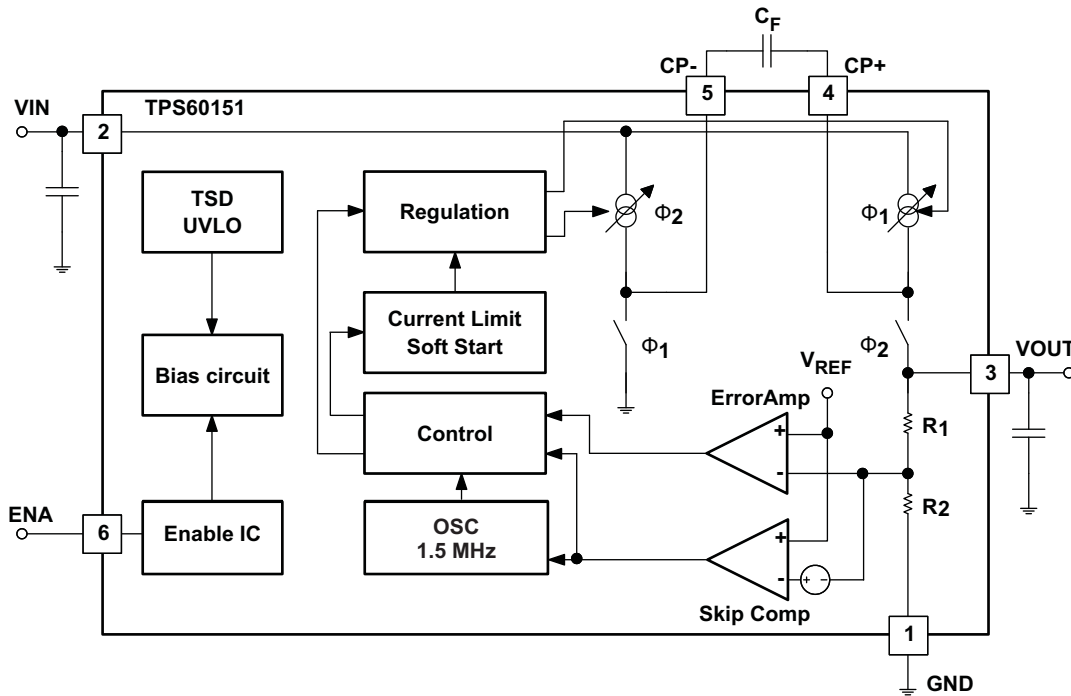 C_F
CP-
CP+
5
4
VIN
TPS60151
2
TSD
UVLO
Regulation
Φ2
Φ1
Current Limit
Soft Start
Bias circuit
Φ1
Φ2
V_REF
3
VOUT
ErrorAmp
Control
+
-
R1
R2
ENA
6
Enable IC
OSC
1.5 MHz
+
-
+ -
Skip Comp
1
GND